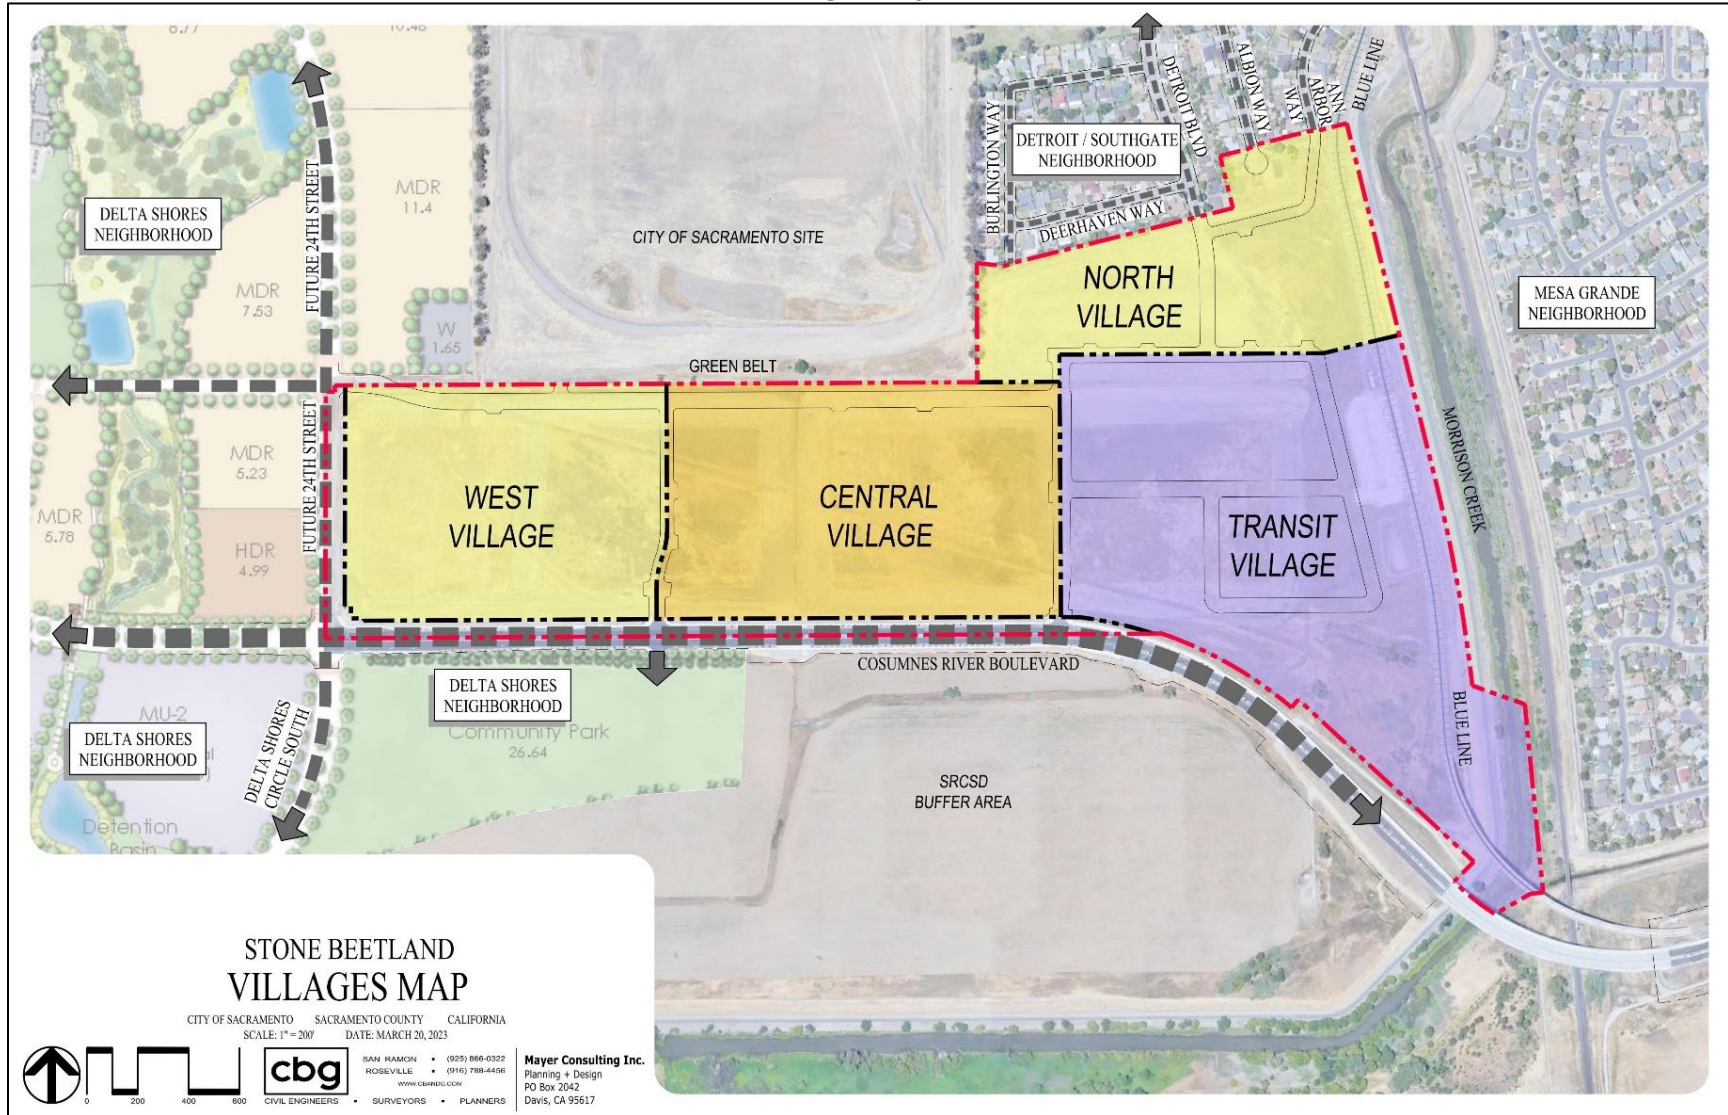 8.77
10.48
DELTA SHORES
NEIGHBORHOOD
FUTURE 24TH STREET
MDR
11.4
MDR
7.53
W
1.65
CITY OF SACRAMENTO SITE
GREEN BELT
BURLINGTON WAY
DETROIT / SOUTHGATE
NEIGHBORHOOD
DEERHAVEN WAY
DETROIT BLVD
ALBION WAY
ANN
ARBOR
WAY
BLUE LINE
NORTH
VILLAGE
MESA GRANDE
NEIGHBORHOOD
MORRISON CREEK
MDR
5.23
MDR
5.78
HDR
4.99
FUTURE 24TH STREET
WEST
VILLAGE
CENTRAL
VILLAGE
TRANSIT
VILLAGE
COSUMNES RIVER BOULEVARD
BLUE LINE
DELTA SHORES
NEIGHBORHOOD
Community Park
26.64
MU-2
DELTA SHORES
NEIGHBORHOOD
DELTA SHORES
CIRCLE SOUTH
Detention
Basin
SRCSD
BUFFER AREA
STONE BEETLAND
VILLAGES MAP
CITY OF SACRAMENTO SACRAMENTO COUNTY CALIFORNIA
SCALE: 1" = 200' DATE: MARCH 20, 2023
0 200 400 600
cbg
CIVIL ENGINEERS • SURVEYORS • PLANNERS
SAN RAMON • (925) 866-0322
ROSEVILLE • (916) 788-4456
WWW.CBANDG.COM
Mayer Consulting Inc.
Planning + Design
PO Box 2042
Davis, CA 95617